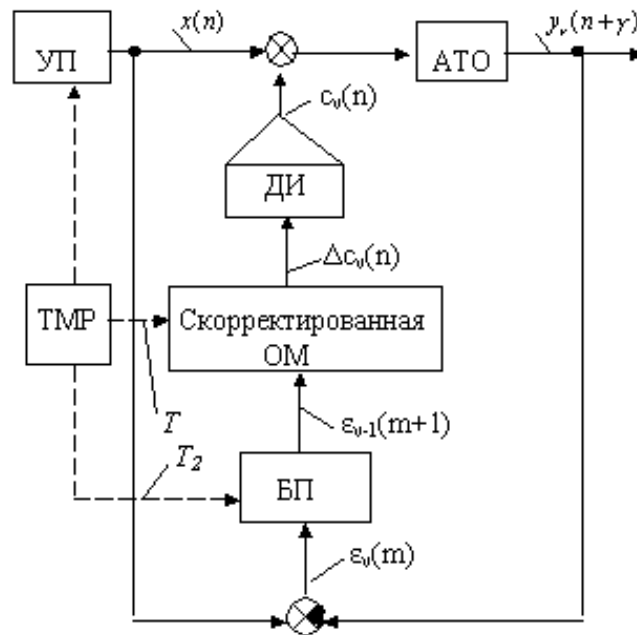 x(n)
yᵥ(n+γ)
УП
АТО
cᵥ(n)
ДИ
Δcᵥ(n)
ТМР
Скорректированная
ОМ
T
εᵥ₋₁(m+1)
T₂
БП
εᵥ(m)